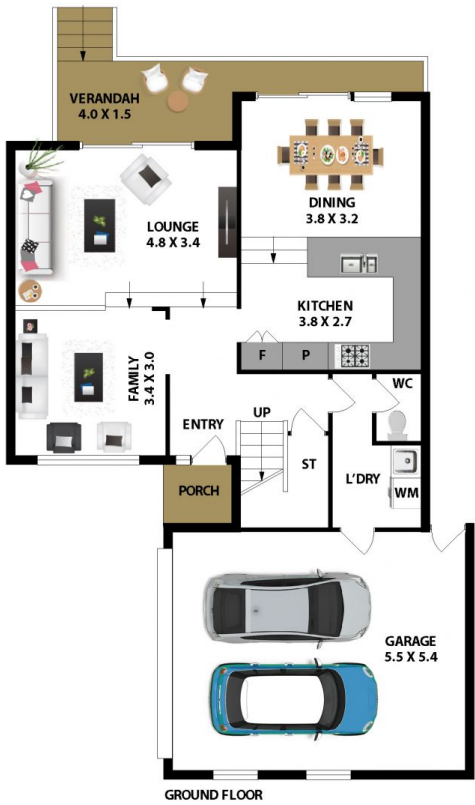 VERANDAH
4.0 X 1.5
LOUNGE
4.8 X 3.4
DINING
3.8 X 3.2
KITCHEN
3.8 X 2.7
F
P
FAMILY
3.4 X 3.0
ENTRY
UP
WC
ST
L'DRY
WM
PORCH
GARAGE
5.5 X 5.4
GROUND FLOOR